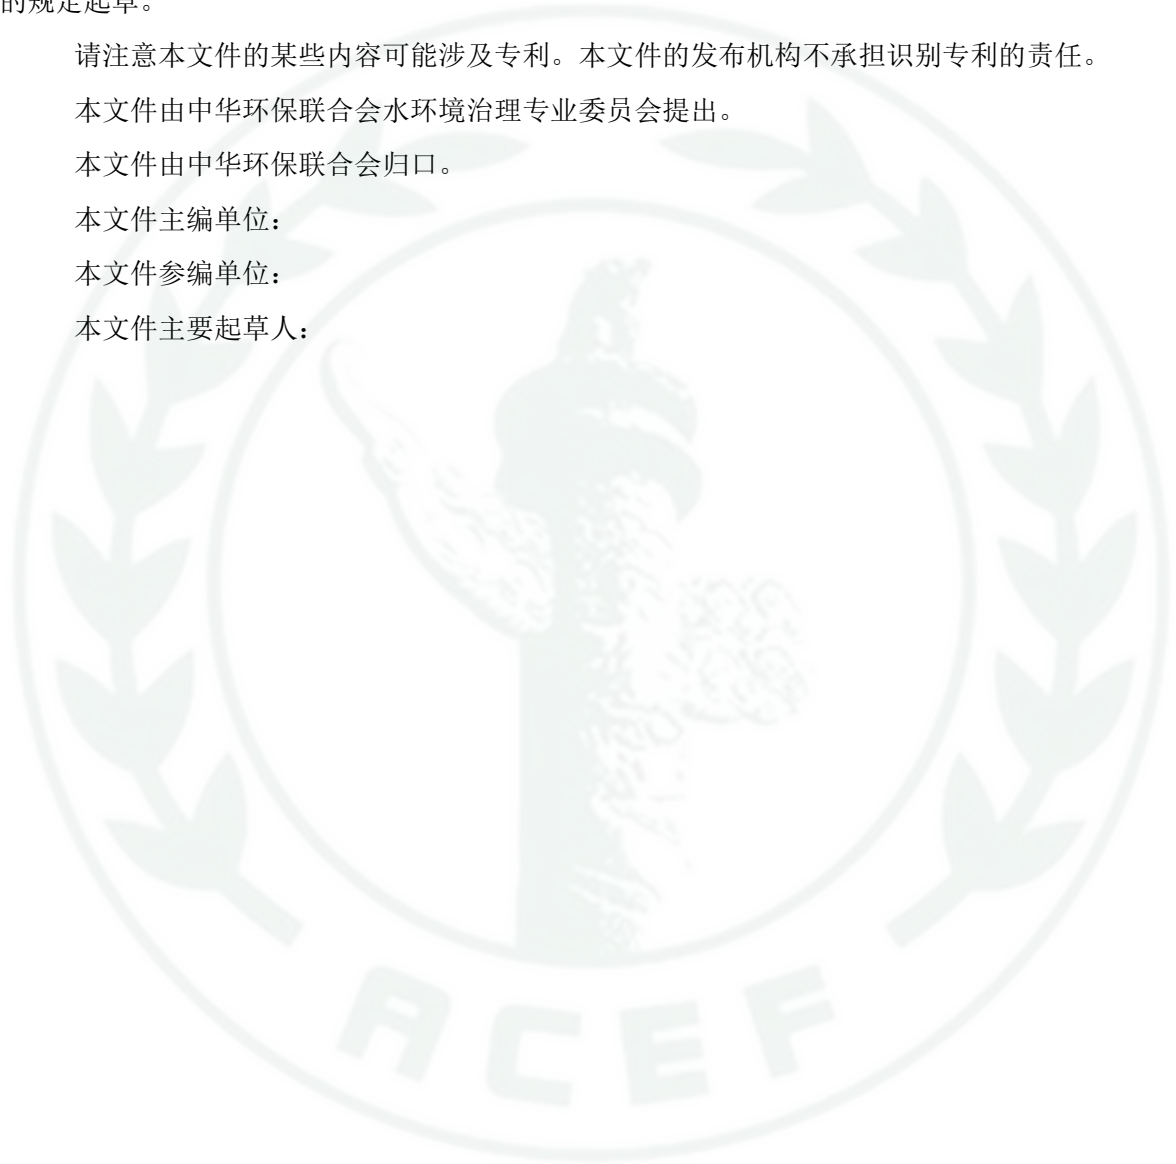 的规定起草。
请注意本文件的某些内容可能涉及专利。本文件的发布机构不承担识别专利的责任。
本文件由中华环保联合会水环境治理专业委员会提出。
本文件由中华环保联合会归口。
本文件主编单位：
本文件参编单位：
本文件主要起草人：
ACEF